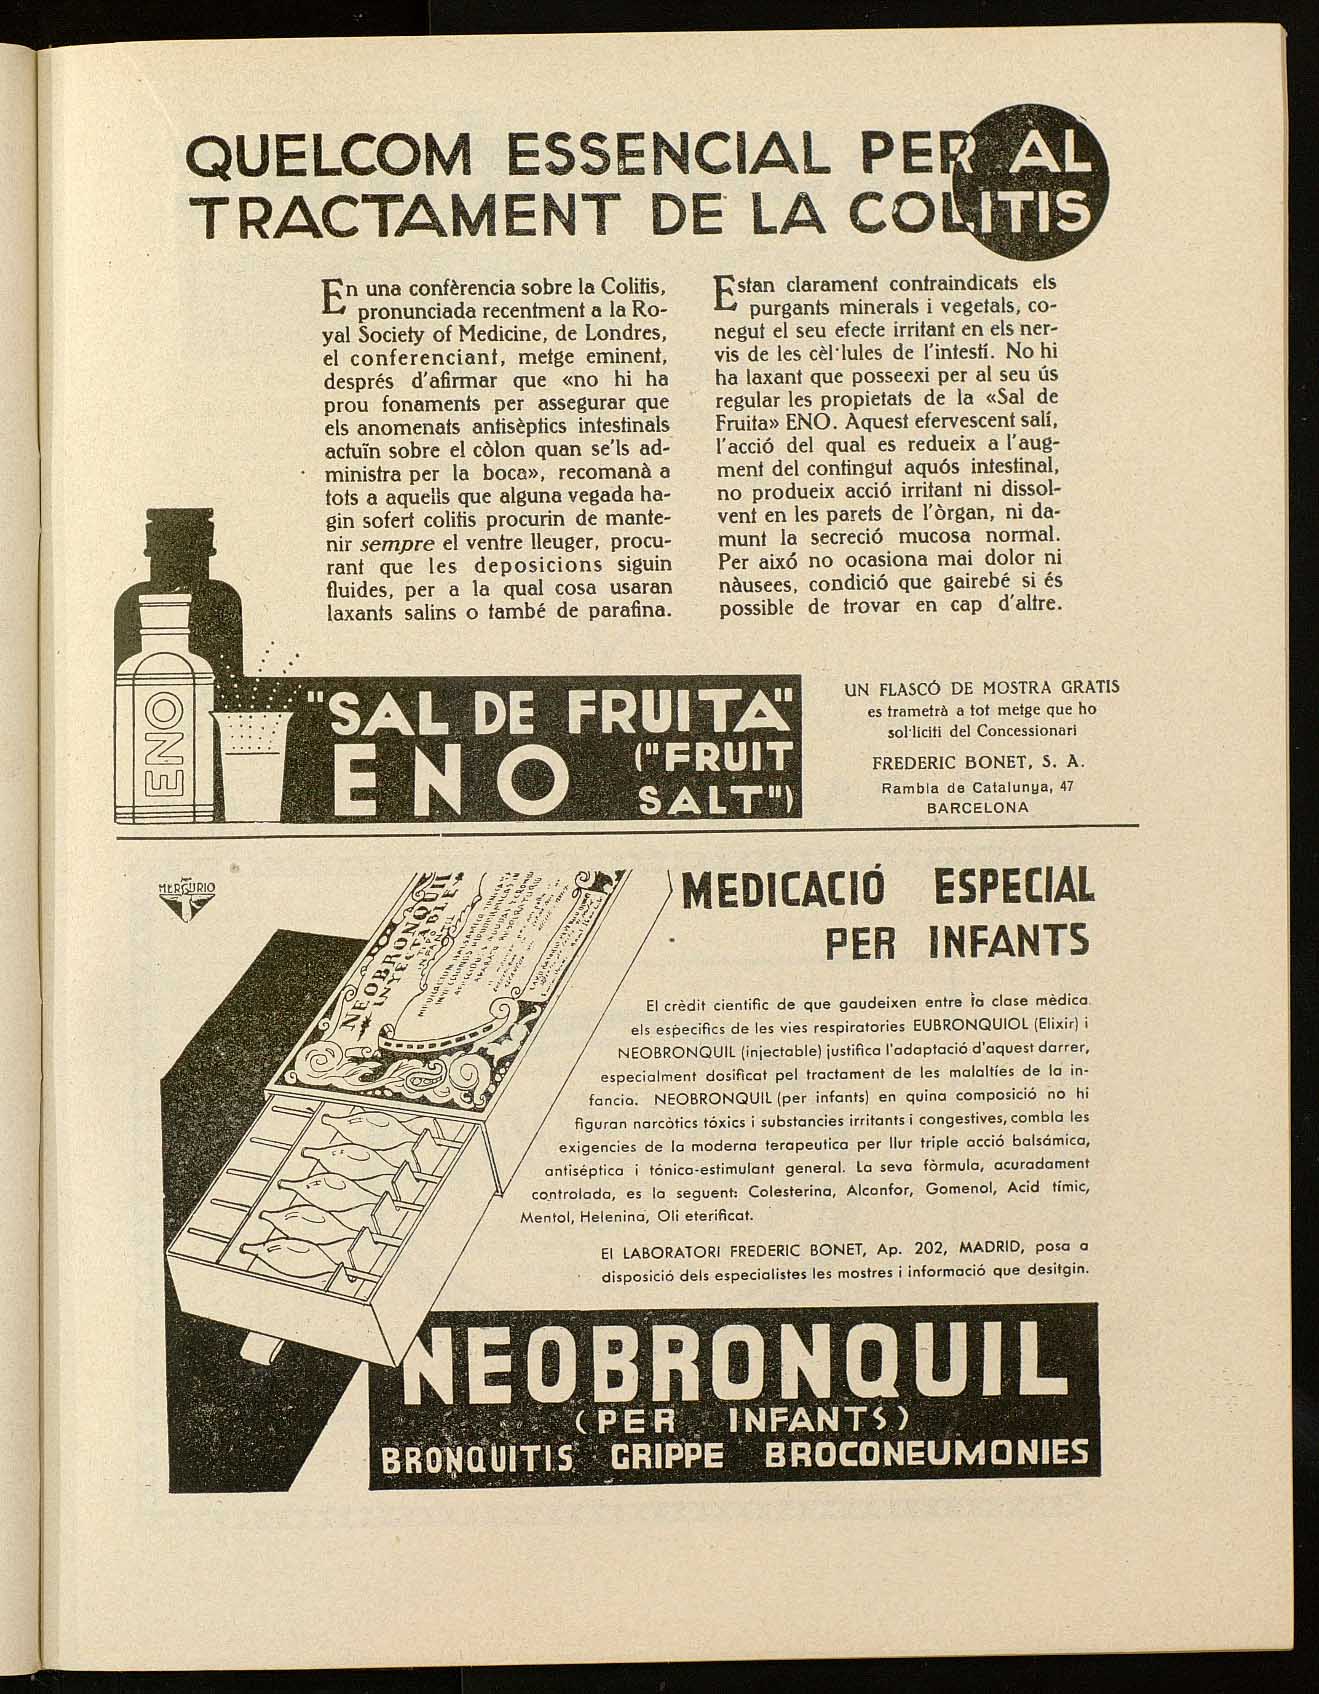 QUELCOM ESSENCIAL PER ÀL
TRACTAMENT DE LA COLITIS
En una confèrencia sobre la Colitis,
pronunciada recentment a la Ro-
yal Society of Medicine, de Londres,
el conferenciant, metge eminent,
després d'afirmar que «no hi ha
prou fonaments per assegurar que
els anomenats antisèptics intestinals
actuïn sobre el còlon quan se'ls ad-
ministra per la boca», recomanà a
tots a aquells que alguna vegada ha-
gin sofert colitis procurin de mante-
nir sempre el ventre lleuger, procu-
rant que les deposicions siguin
fluides, per a la qual cosa usaran
laxants salins o també de parafina.
Estan clarament contraindicats els
purgants minerals i vegetals, co-
negut el seu efecte irritant en els ner-
vis de les cèl·lules de l'intestí. No hi
ha laxant que posseexi per al seu ús
regular les propietats de la «Sal de
Fruita» ENO. Aquest efervescent salí,
l'acció del qual es redueix a l'aug-
ment del contingut aquós intestinal,
no produeix acció irritant ni dissol-
vent en les parets de l'òrgan, ni da-
munt la secreció mucosa normal.
Per aixó no ocasiona mai dolor ni
nàusees, condició que gairebé si és
possible de trovar en cap d'altre.
ENO
"SAL DE FRUITA"
ENO ("FRUIT
SALT")
UN FLASCÓ DE MOSTRA GRATIS
es trametrà a tot metge que ho
sol·liciti del Concessionari
FREDERIC BONET, S. A.
Rambla de Catalunya, 47
BARCELONA
MERCURIO
NEOBRONQUIL
INYECTABLE
MEDICACIÓ ESPECIAL
PER INFANTS
El crèdit cientific de que gaudeixen entre la clase mèdica
els especifics de les vies respiratories EUBRONQUIOL (Elixir) i
NEOBRONQUIL (injectable) justifica l'adaptació d'aquest darrer,
especialment dosificat pel tractament de les malalties de la in-
fancia. NEOBRONQUIL (per infants) en quina composició no hi
figuran narcòtics tóxics i substancies irritants i congestives, combla les
exigencies de la moderna terapeutica per llur triple acció balsámica,
antiséptica i tónica-estimulant general. La seva fòrmula, acuradament
controlada, es la seguent: Colesterina, Alcanfor, Gomenol, Acid tímic,
Mentol, Helenina, Oli eterificat.
El LABORATORI FREDERIC BONET, Ap. 202, MADRID, posa a
disposició dels especialistes les mostres i informació que desitgin.
NEOBRONQUIL
(PER INFANTS)
BRONQUITIS GRIPPE BROCONEUMONIES